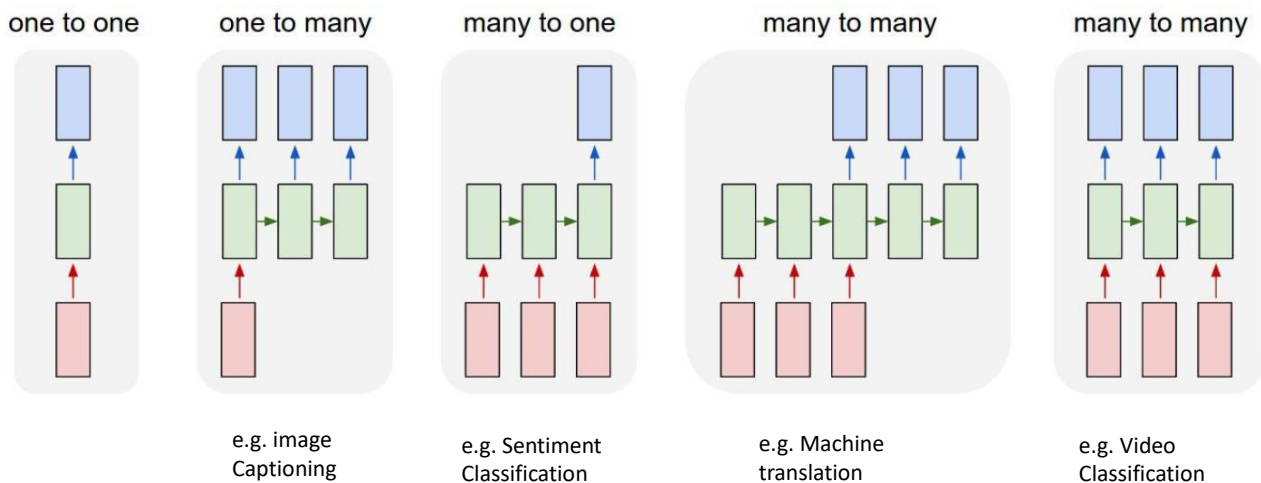 one to one
one to many
many to one
many to many
many to many
e.g. image
Captioning
e.g. Sentiment
Classification
e.g. Machine
translation
e.g. Video
Classification